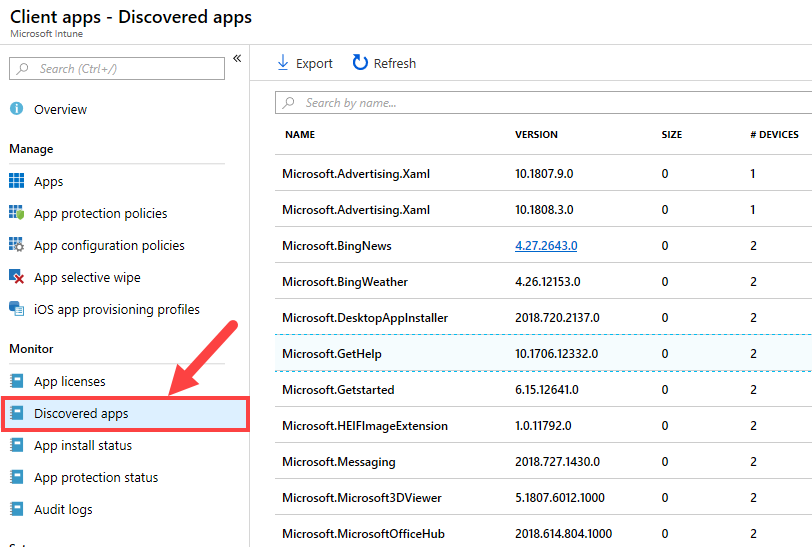 Client apps - Discovered apps
Microsoft Intune
Search (Ctrl+/)
«
Overview
Manage
Apps
App protection policies
App configuration policies
App selective wipe
iOS app provisioning profiles
Monitor
App licenses
Discovered apps
App install status
App protection status
Audit logs
Export Refresh
Search by name...
NAME VERSION SIZE # DEVICES
Microsoft.Advertising.Xaml 10.1807.9.0 0 1
Microsoft.Advertising.Xaml 10.1808.3.0 0 1
Microsoft.BingNews 4.27.2643.0 0 2
Microsoft.BingWeather 4.26.12153.0 0 2
Microsoft.DesktopAppInstaller 2018.720.2137.0 0 2
Microsoft.GetHelp 10.1706.12332.0 0 2
Microsoft.Getstarted 6.15.12641.0 0 2
Microsoft.HEIFImageExtension 1.0.11792.0 0 2
Microsoft.Messaging 2018.727.1430.0 0 2
Microsoft.Microsoft3DViewer 5.1807.6012.1000 0 2
Microsoft.MicrosoftOfficeHub 2018.614.804.1000 0 2